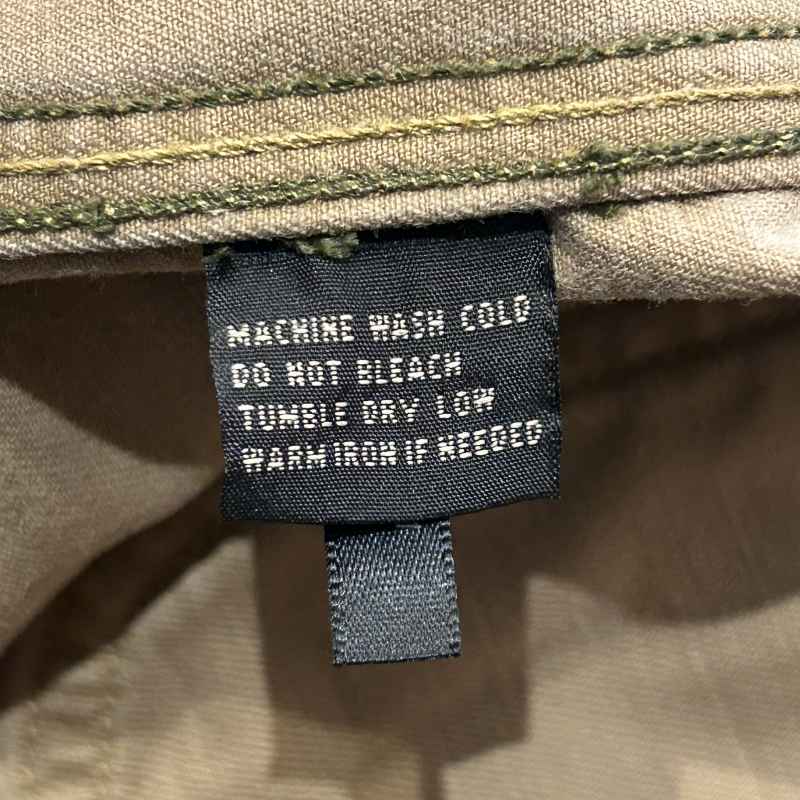 MACHINE WASH COLD
DO NOT BLEACH
TUMBLE DRY LOW
WARM IRON IF NEEDED